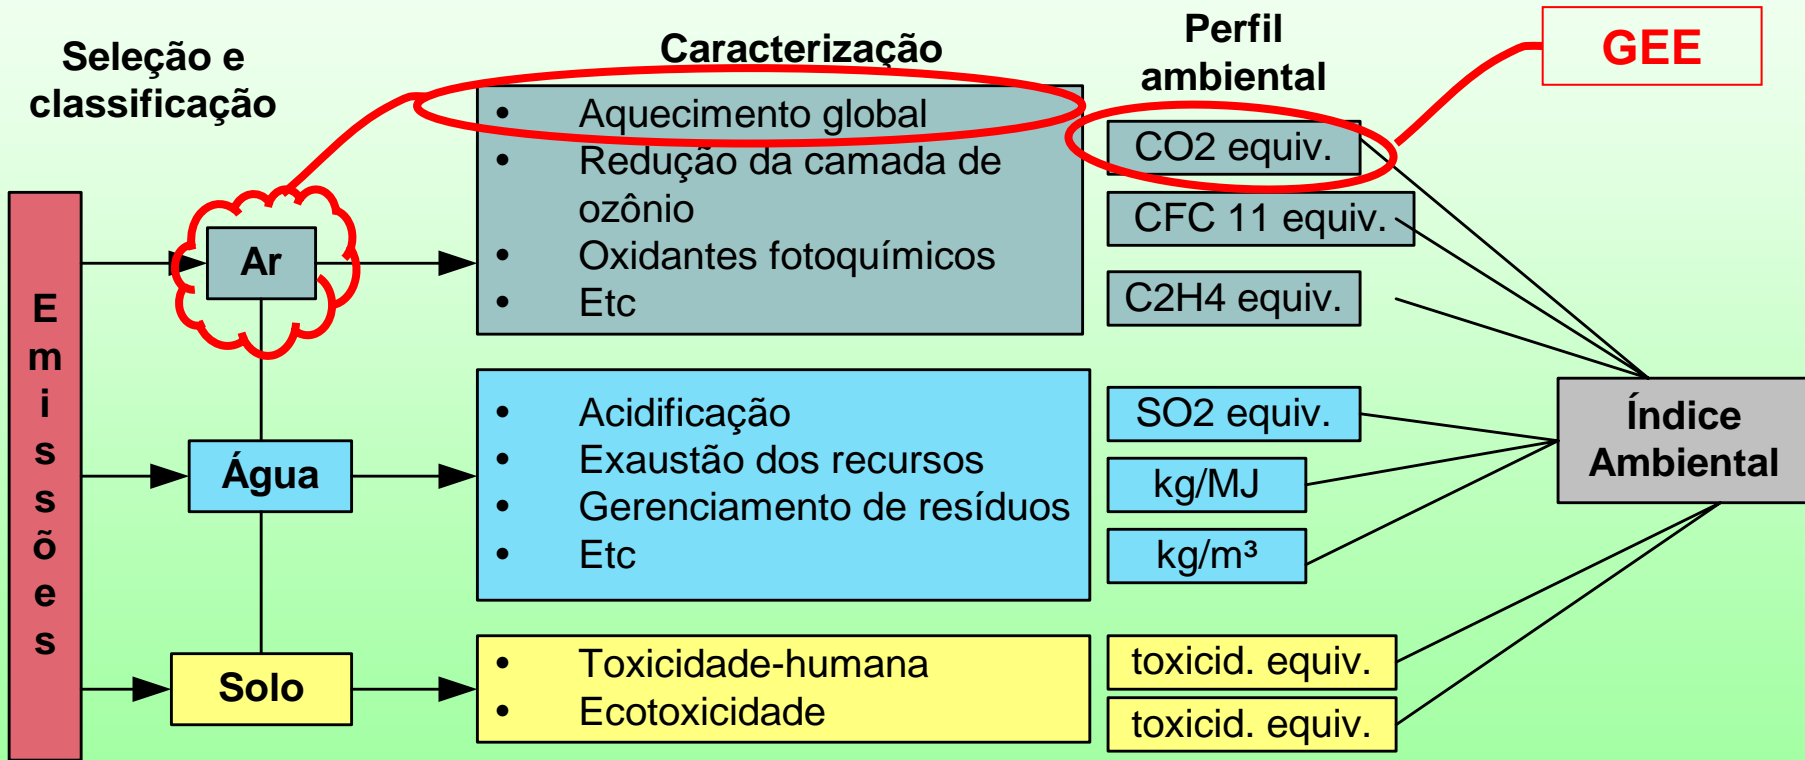 Seleção e
classificação
Caracterização
Perfil
ambiental
GEE
Emissões
Ar
• Aquecimento global
• Redução da camada de
ozônio
• Oxidantes fotoquímicos
• Etc
CO2 equiv.
CFC 11 equiv.
C2H4 equiv.
Água
• Acidificação
• Exaustão dos recursos
• Gerenciamento de resíduos
• Etc
SO2 equiv.
kg/MJ
kg/m³
Solo
• Toxicidade-humana
• Ecotoxicidade
toxicid. equiv.
toxicid. equiv.
Índice
Ambiental